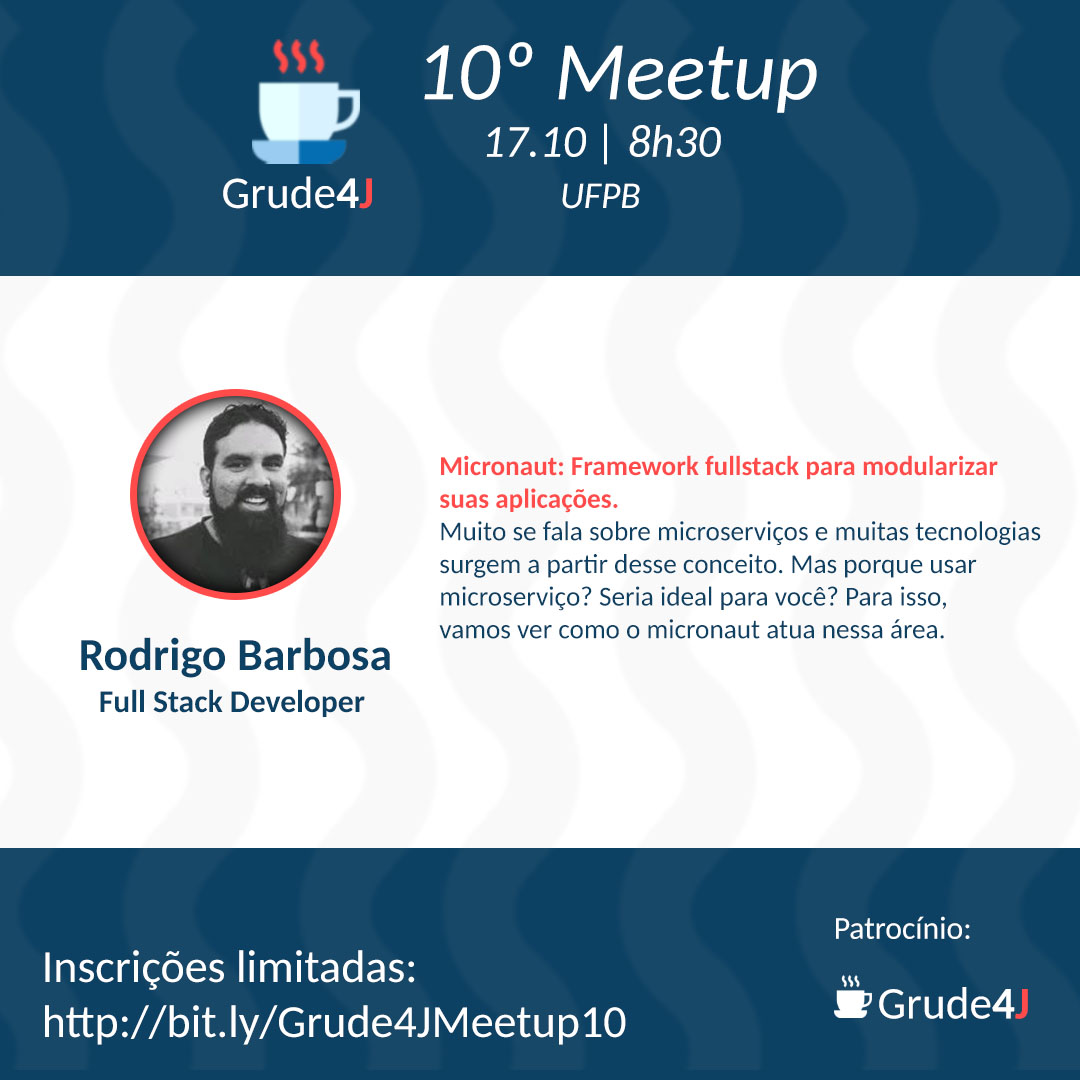 10º Meetup
17.10 | 8h30
UFPB
Grude4J
Micronaut: Framework fullstack para modularizar
suas aplicações.
Muito se fala sobre microserviços e muitas tecnologias
surgem a partir desse conceito. Mas porque usar
microserviço? Seria ideal para você? Para isso,
vamos ver como o micronaut atua nessa área.
Rodrigo Barbosa
Full Stack Developer
Inscrições limitadas:
http://bit.ly/Grude4JMeetup10
Patrocínio:
Grude4J